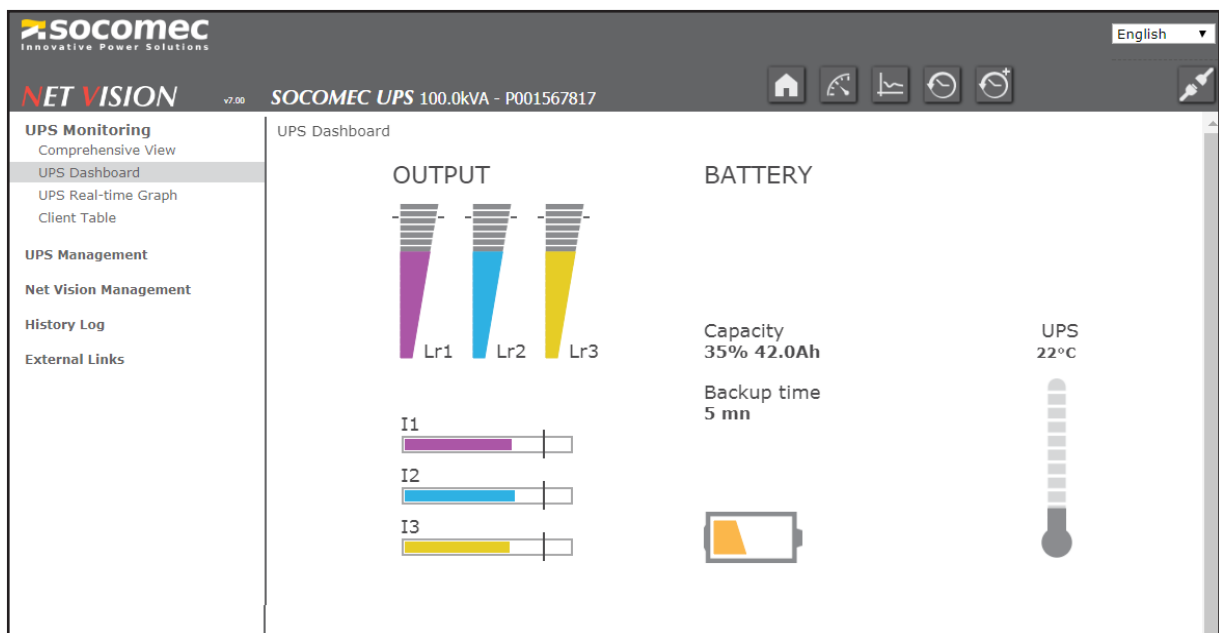 socomec
Innovative Power Solutions
English
NET VISION v7.00 SOCOMEC UPS 100.0kVA - P001567817
UPS Monitoring
Comprehensive View
UPS Dashboard
UPS Real-time Graph
Client Table
UPS Management
Net Vision Management
History Log
External Links
UPS Dashboard
OUTPUT
Lr1 Lr2 Lr3
I1
I2
I3
BATTERY
Capacity
35% 42.0Ah
Backup time
5 mn
UPS
22°C